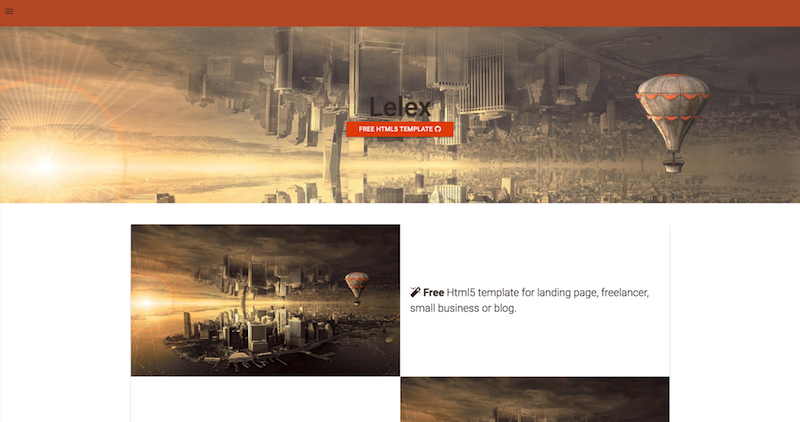 Lelex
FREE HTML5 TEMPLATE
Free Html5 template for landing page, freelancer,
small business or blog.